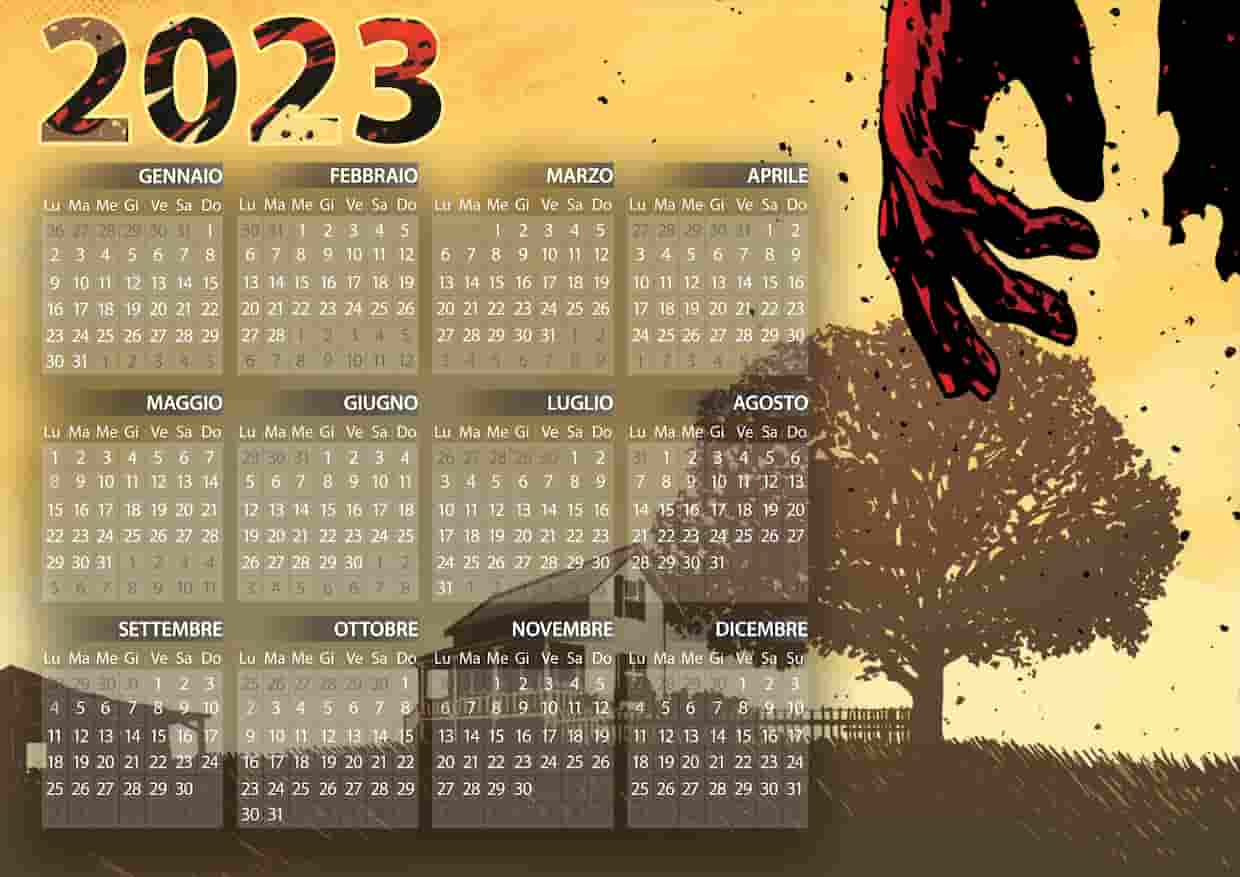 2023
GENNAIO
Lu Ma Me Gi Ve Sa Do
26 27 28 29 30 31 1
2 3 4 5 6 7 8
9 10 11 12 13 14 15
16 17 18 19 20 21 22
23 24 25 26 27 28 29
30 31 1 2 3 4 5
FEBBRAIO
Lu Ma Me Gi Ve Sa Do
30 31 1 2 3 4 5
6 7 8 9 10 11 12
13 14 15 16 17 18 19
20 21 22 23 24 25 26
27 28 1 2 3 4 5
6 7 8 9 10 11 12
MARZO
Lu Ma Me Gi Ve Sa Do
1 2 3 4 5
6 7 8 9 10 11 12
13 14 15 16 17 18 19
20 21 22 23 24 25 26
27 28 29 30 31 1 2
3 4 5 6 7 8 9
APRILE
Lu Ma Me Gi Ve Sa Do
27 28 29 30 31 1 2
3 4 5 6 7 8 9
10 11 12 13 14 15 16
17 18 19 20 21 22 23
24 25 26 27 28 29 30
1 2 3 4 5
MAGGIO
Lu Ma Me Gi Ve Sa Do
1 2 3 4 5 6 7
8 9 10 11 12 13 14
15 16 17 18 19 20 21
22 23 24 25 26 27 28
29 30 31 1 2 3 4
5 6 7 8 9 10 11
GIUGNO
Lu Ma Me Gi Ve Sa Do
29 30 31 1 2 3 4
5 6 7 8 9 10 11
12 13 14 15 16 17 18
19 20 21 22 23 24 25
26 27 28 29 30 1 2
3 4 5 6 7 8 9
LUGLIO
Lu Ma Me Gi Ve Sa Do
26 27 28 29 30 1 2
3 4 5 6 7 8 9
10 11 12 13 14 15 16
17 18 19 20 21 22 23
24 25 26 27 28 29 30
31 1 2 3 4 5 6
AGOSTO
Lu Ma Me Gi Ve Sa Do
31 1 2 3 4 5 6
7 8 9 10 11 12 13
14 15 16 17 18 19 20
21 22 23 24 25 26 27
28 29 30 31
SETTEMBRE
Lu Ma Me Gi Ve Sa Do
28 29 30 31 1 2 3
4 5 6 7 8 9 10
11 12 13 14 15 16 17
18 19 20 21 22 23 24
25 26 27 28 29 30
OTTOBRE
Lu Ma Me Gi Ve Sa Do
25 26 27 28 29 30 1
2 3 4 5 6 7 8
9 10 11 12 13 14 15
16 17 18 19 20 21 22
23 24 25 26 27 28 29
30 31
NOVEMBRE
Lu Ma Me Gi Ve Sa Do
1 2 3 4 5
6 7 8 9 10 11 12
13 14 15 16 17 18 19
20 21 22 23 24 25 26
27 28 29 30
DICEMBRE
Lu Ma Me Gi Ve Sa Su
29 30 1 2 3
4 5 6 7 8 9 10
11 12 13 14 15 16 17
18 19 20 21 22 23 24
25 26 27 28 29 30 31